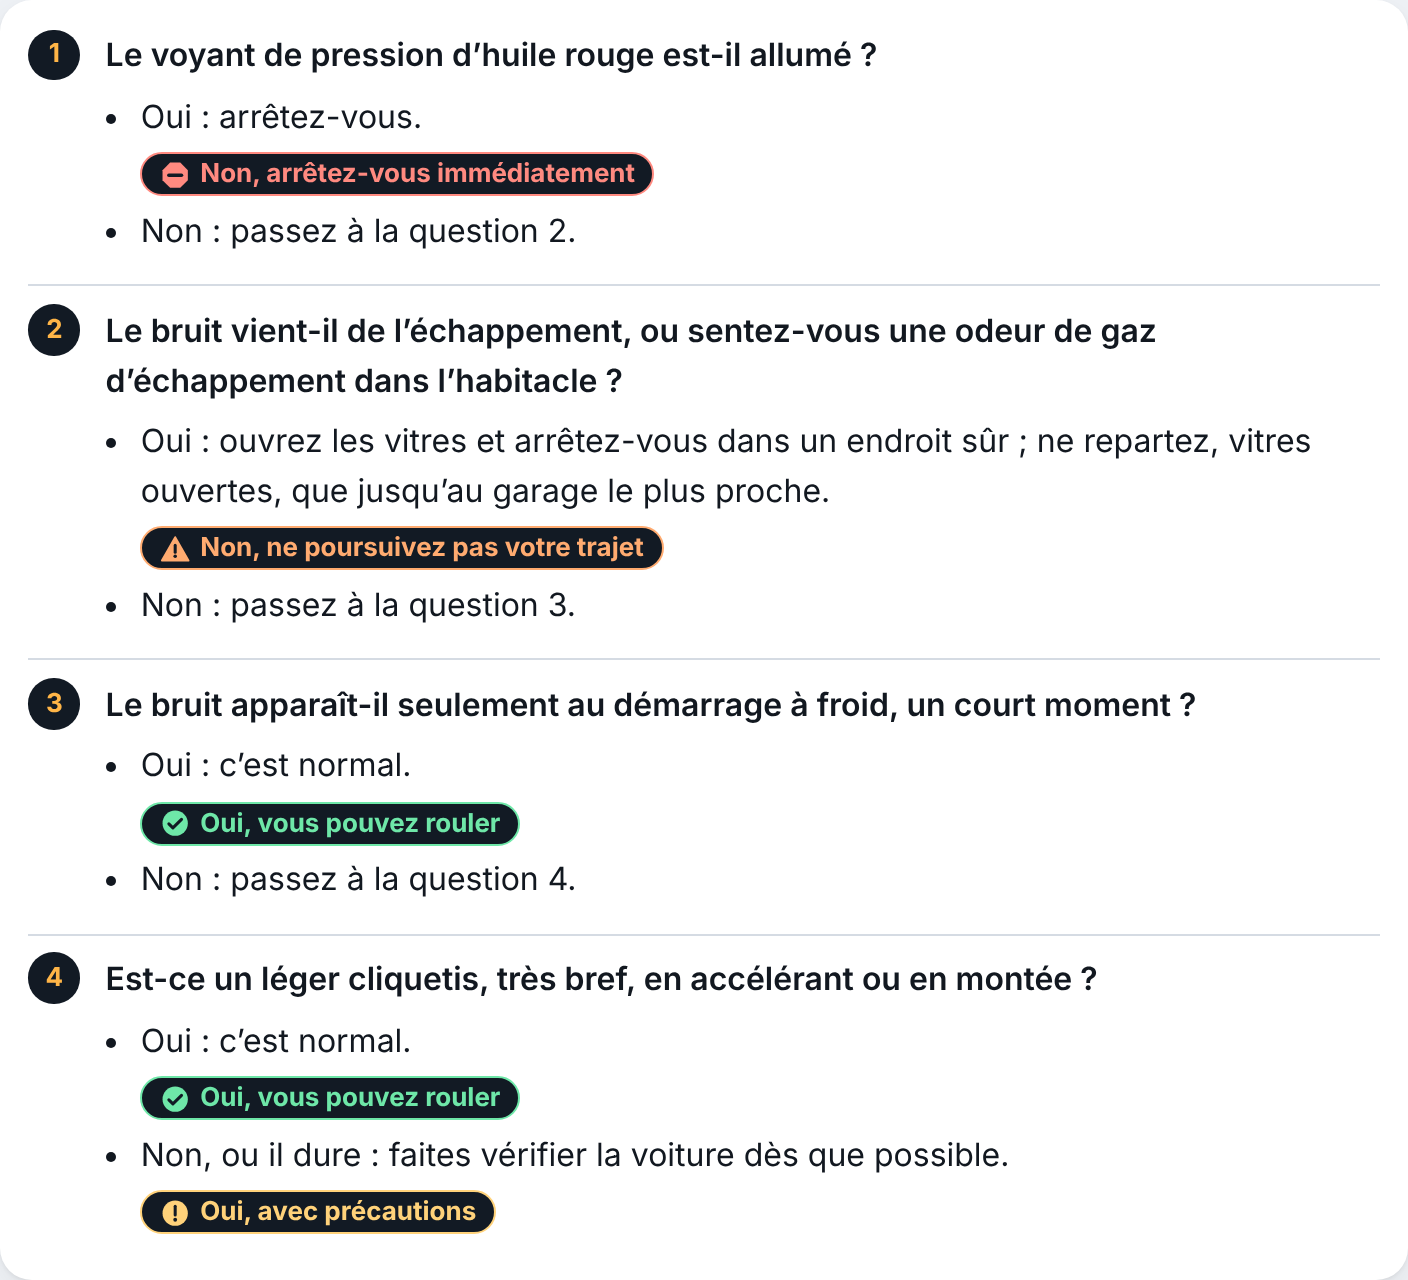 1 Le voyant de pression d’huile rouge est-il allumé ?
• Oui : arrêtez-vous.
Non, arrêtez-vous immédiatement
• Non : passez à la question 2.
2 Le bruit vient-il de l’échappement, ou sentez-vous une odeur de gaz
d’échappement dans l’habitacle ?
• Oui : ouvrez les vitres et arrêtez-vous dans un endroit sûr ; ne repartez, vitres
ouvertes, que jusqu’au garage le plus proche.
Non, ne poursuivez pas votre trajet
• Non : passez à la question 3.
3 Le bruit apparaît-il seulement au démarrage à froid, un court moment ?
• Oui : c’est normal.
Oui, vous pouvez rouler
• Non : passez à la question 4.
4 Est-ce un léger cliquetis, très bref, en accélérant ou en montée ?
• Oui : c’est normal.
Oui, vous pouvez rouler
• Non, ou il dure : faites vérifier la voiture dès que possible.
Oui, avec précautions